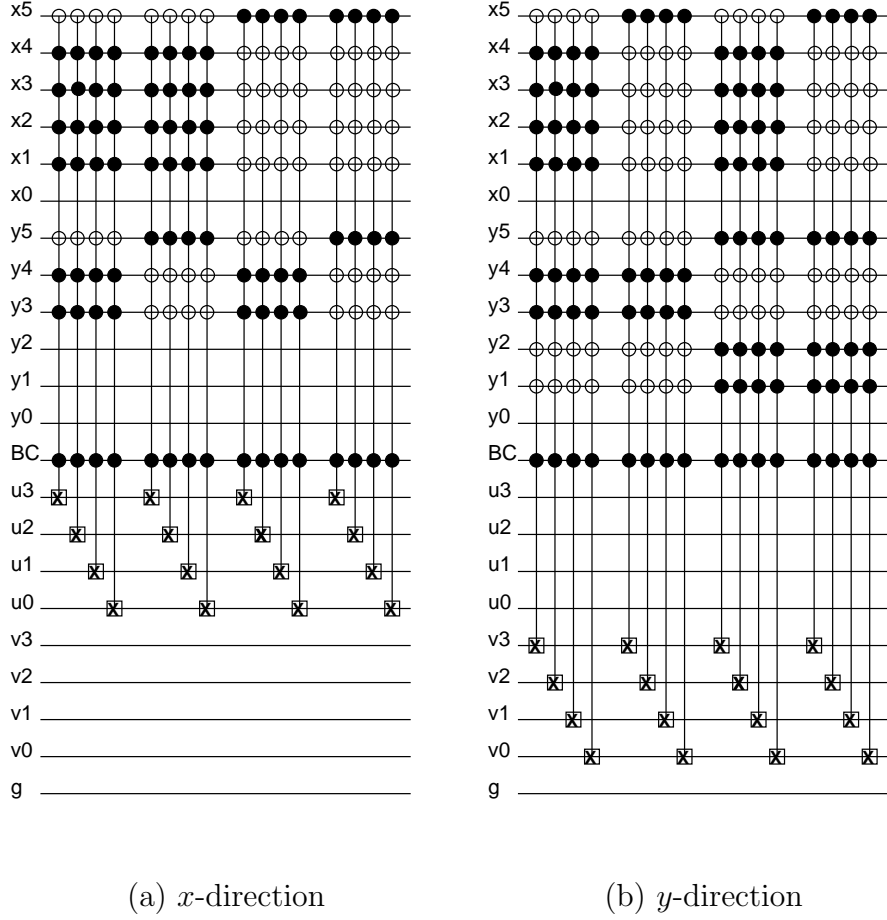 x5
x4
x3
x2
x1
x0
y5
y4
y3
y2
y1
y0
BC
u3
X X X X
u2
X X X X
u1
X X X X
u0
X X X X
v3
v2
v1
v0
g
(a) x-direction
x5
x4
x3
x2
x1
x0
y5
y4
y3
y2
y1
y0
BC
u3
u2
u1
u0
v3
X X X X
v2
X X X X
v1
X X X X
v0
X X X X
g
(b) y-direction